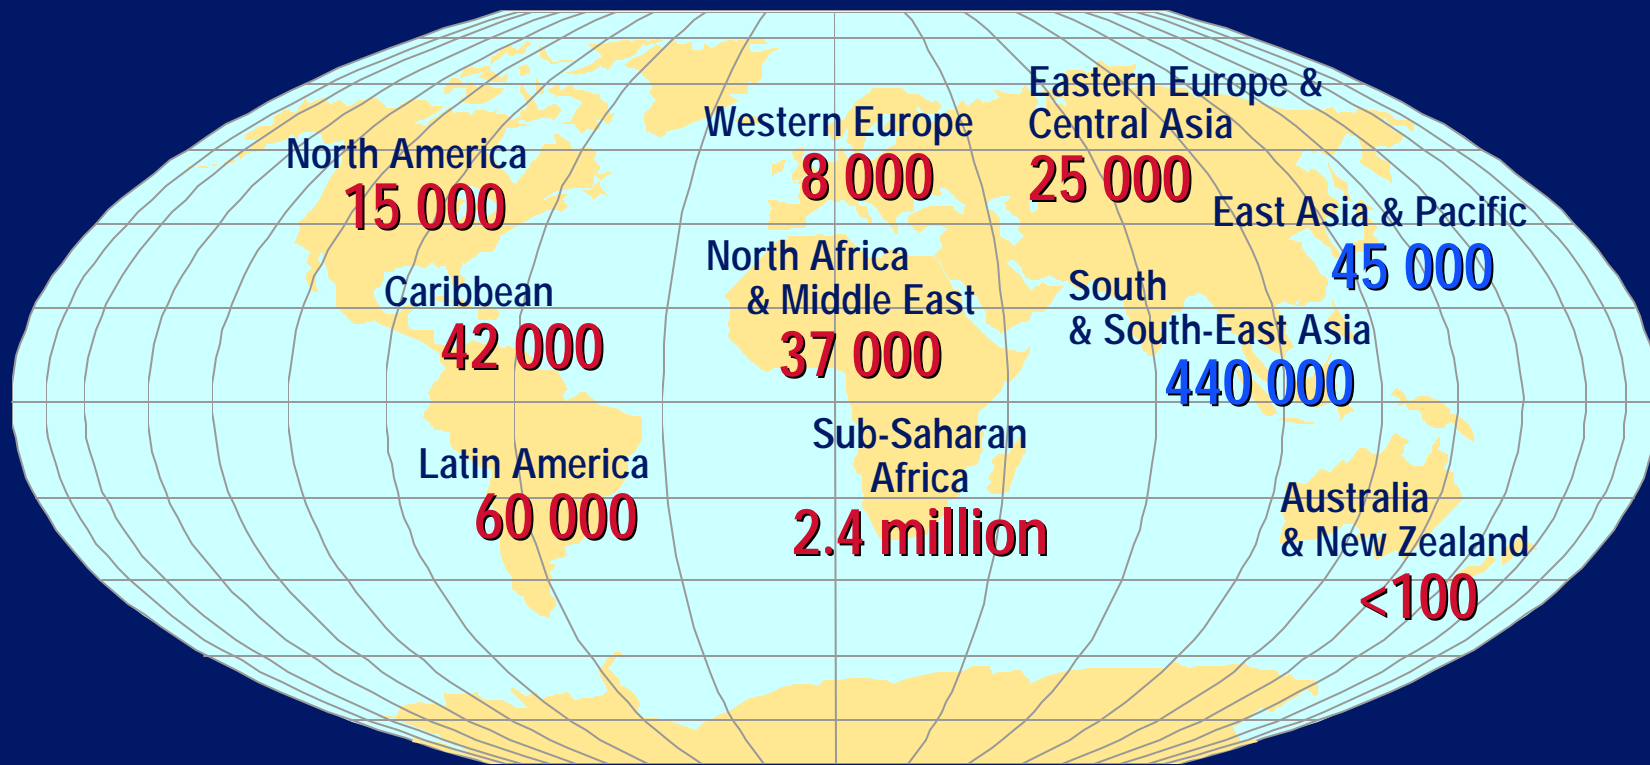 North America
15 000
Western Europe
8 000
Eastern Europe &
Central Asia
25 000
East Asia & Pacific
45 000
Caribbean
42 000
North Africa
& Middle East
37 000
South
& South-East Asia
440 000
Latin America
60 000
Sub-Saharan
Africa
2.4 million
Australia
& New Zealand
<100